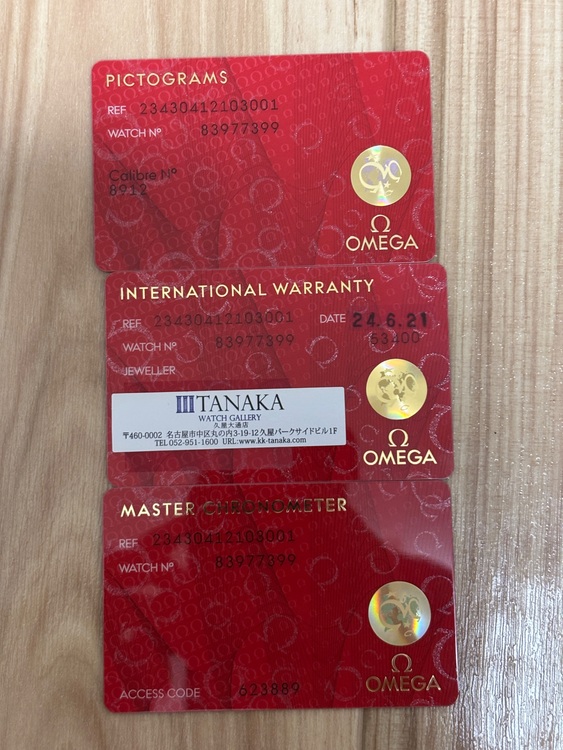 PICTOGRAMS
REF 23430412103001
WATCH Nº 83977399
Calibre Nº
8912
Ω
OMEGA
INTERNATIONAL WARRANTY
REF 23430412103001 DATE 24.6.21
WATCH Nº 83977399 53400
JEWELLER
TANAKA
WATCH GALLERY
久屋大通店
〒460-0002 名古屋市中区丸の内3-19-12 久屋パークサイドビル1F
TEL 052-951-1600 URL:www.kk-tanaka.com
Ω
OMEGA
MASTER CHRONOMETER
REF 23430412103001
WATCH Nº 83977399
Ω
OMEGA
ACCESS CODE 623889